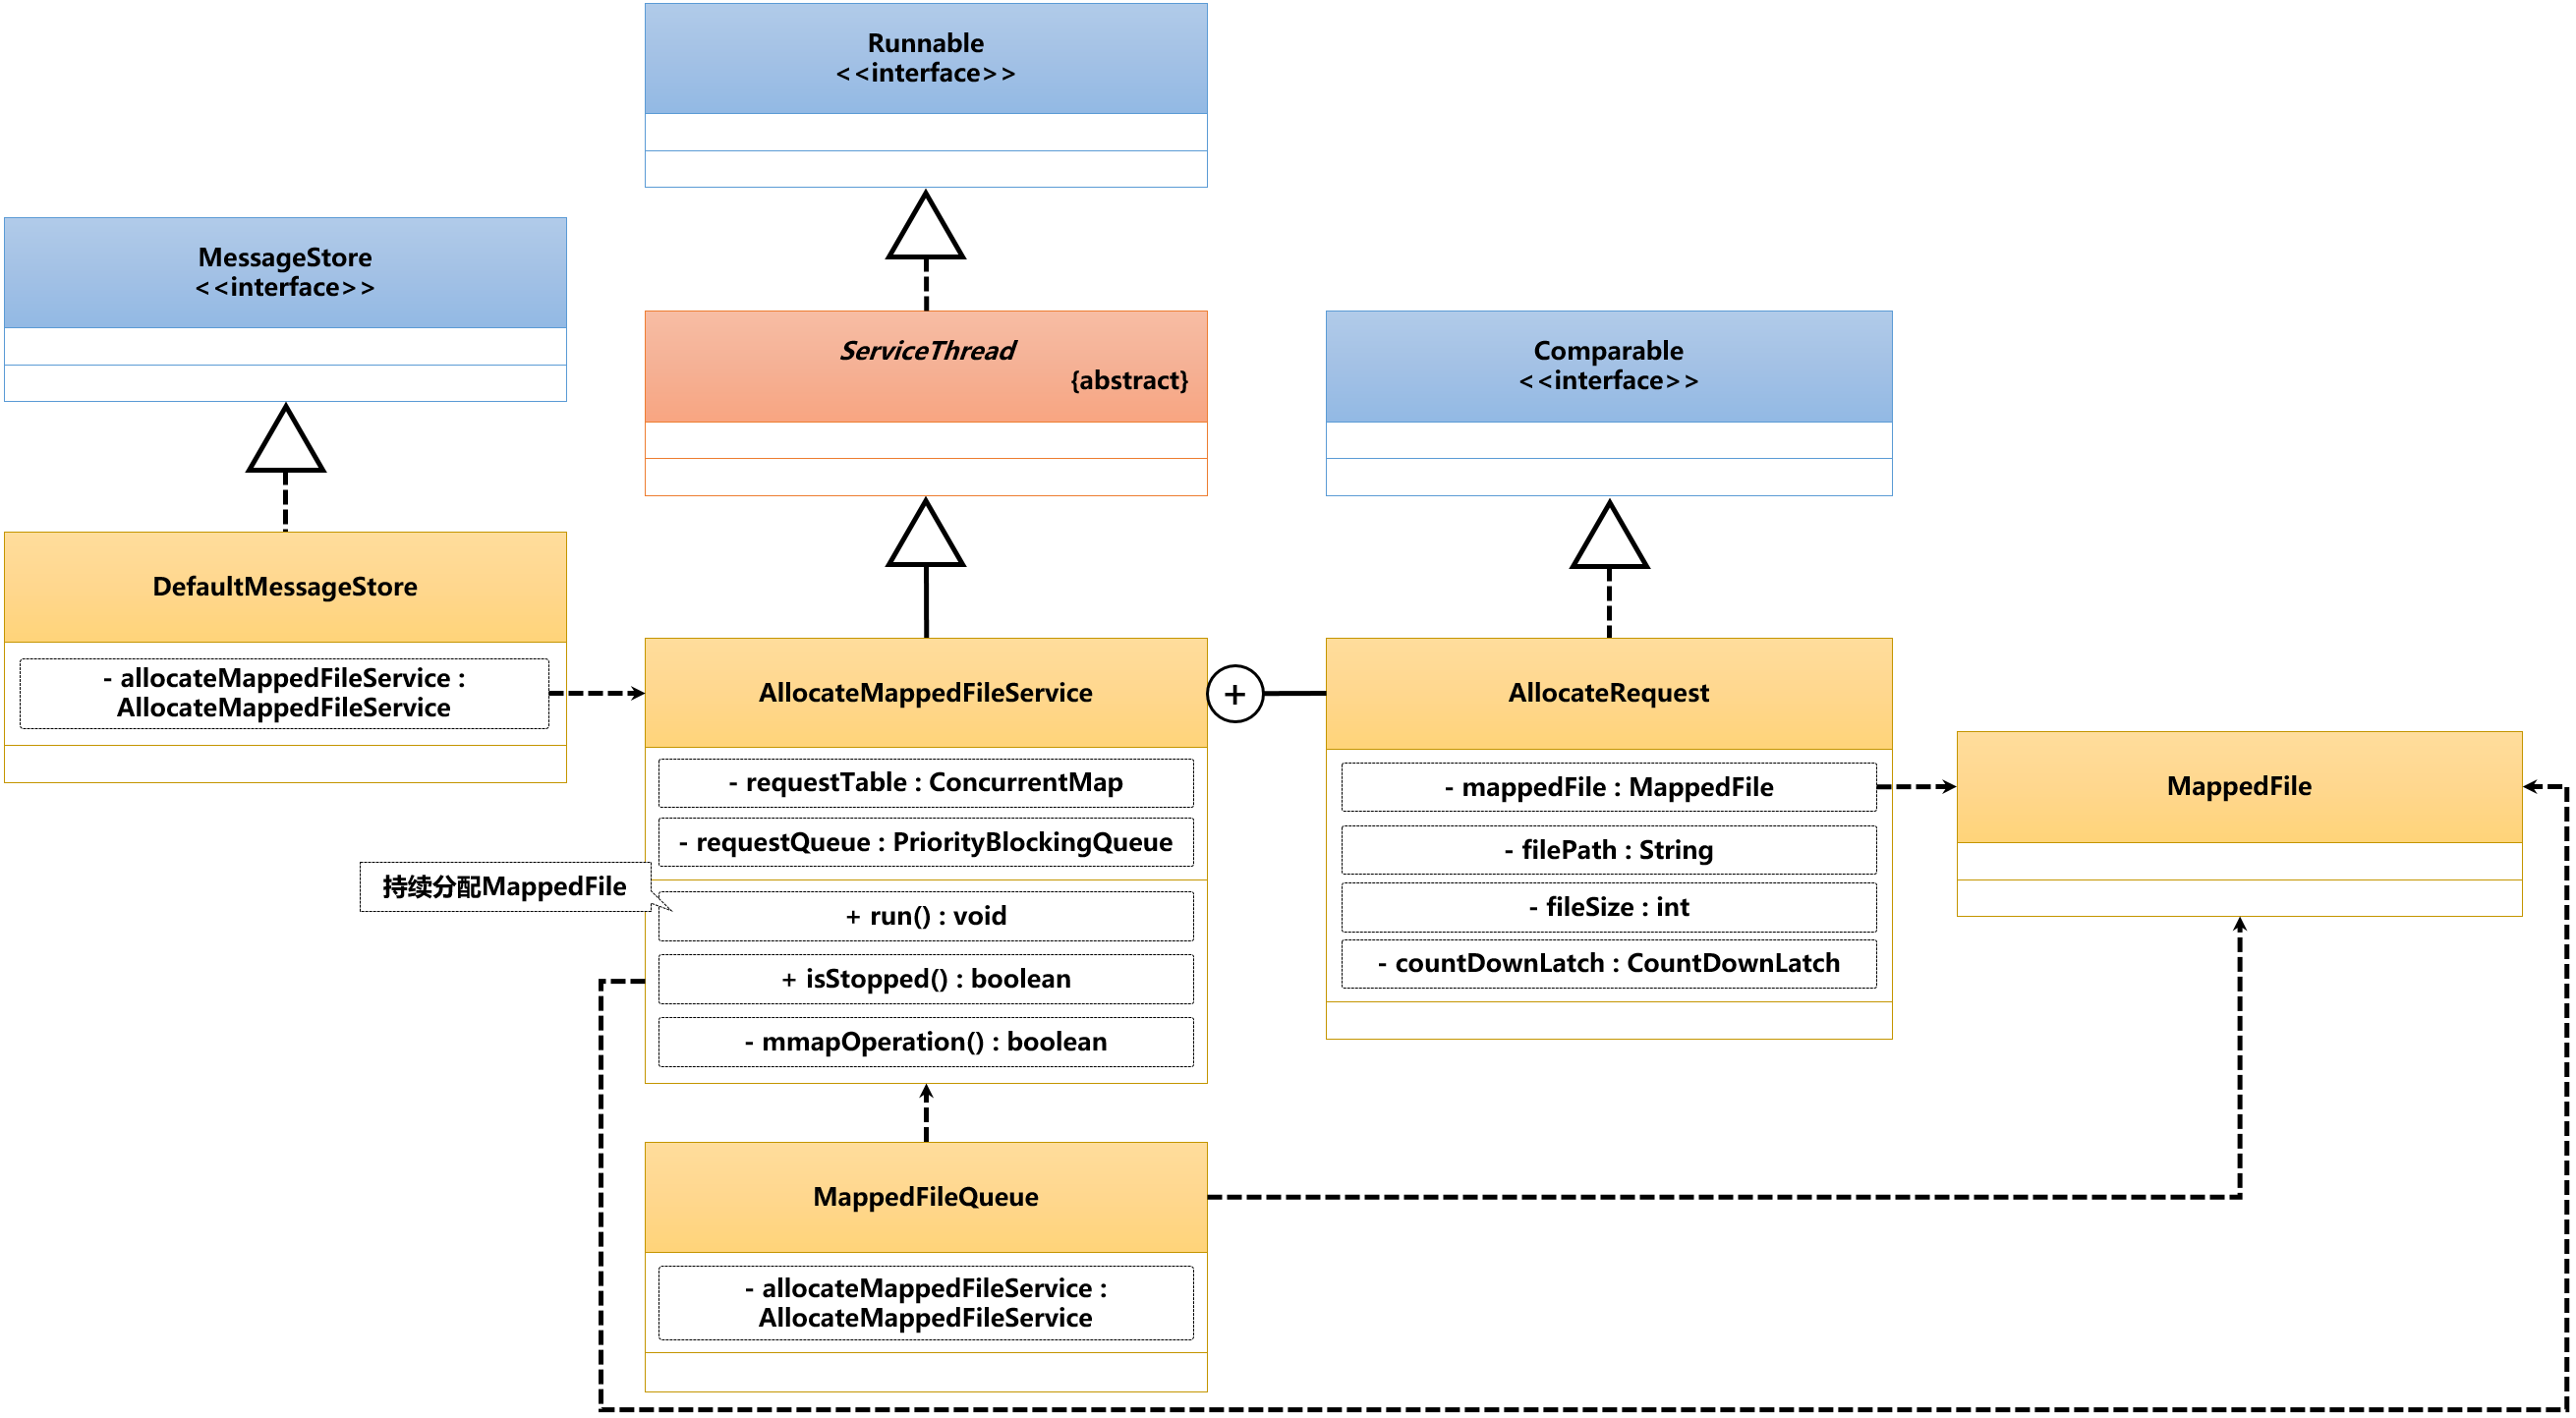 Runnable
<<interface>>
MessageStore
<<interface>>
ServiceThread
{abstract}
Comparable
<<interface>>
DefaultMessageStore
- allocateMappedFileService :
AllocateMappedFileService
AllocateMappedFileService
- requestTable : ConcurrentMap
- requestQueue : PriorityBlockingQueue
持续分配MappedFile
+ run() : void
+ isStopped() : boolean
- mmapOperation() : boolean
+
AllocateRequest
- mappedFile : MappedFile
- filePath : String
- fileSize : int
- countDownLatch : CountDownLatch
MappedFile
MappedFileQueue
- allocateMappedFileService :
AllocateMappedFileService